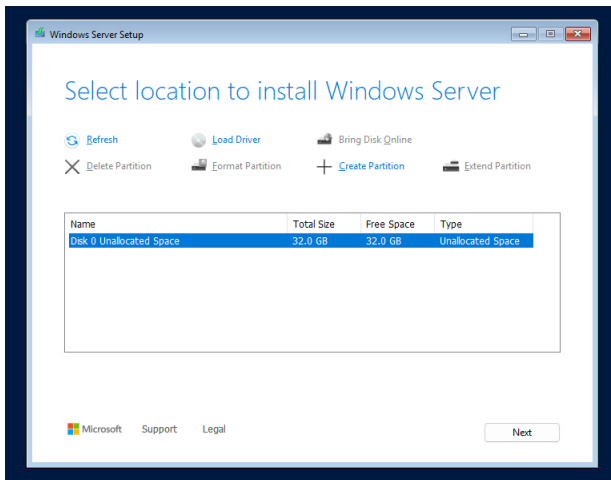 Windows Server Setup
Select location to install Windows Server
Refresh Load Driver Bring Disk Online
Delete Partition Format Partition Create Partition Extend Partition
Name Total Size Free Space Type
Disk 0 Unallocated Space 32.0 GB 32.0 GB Unallocated Space
Microsoft Support Legal Next